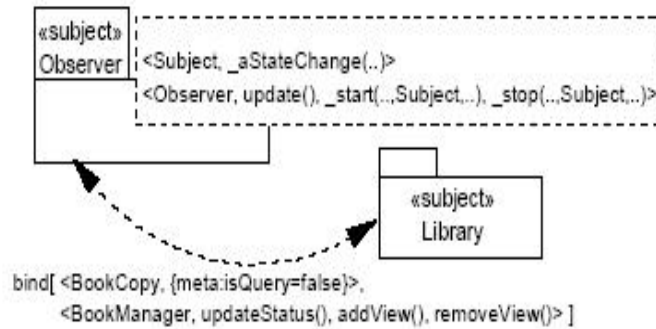 «subject»
Observer
<Subject, _aStateChange(..)>
<Observer, update(), _start(..,Subject,..), _stop(..,Subject,..)>
«subject»
Library
bind[ <BookCopy, {meta:isQuery=false}>,
<BookManager, updateStatus(), addView(), removeView()> ]